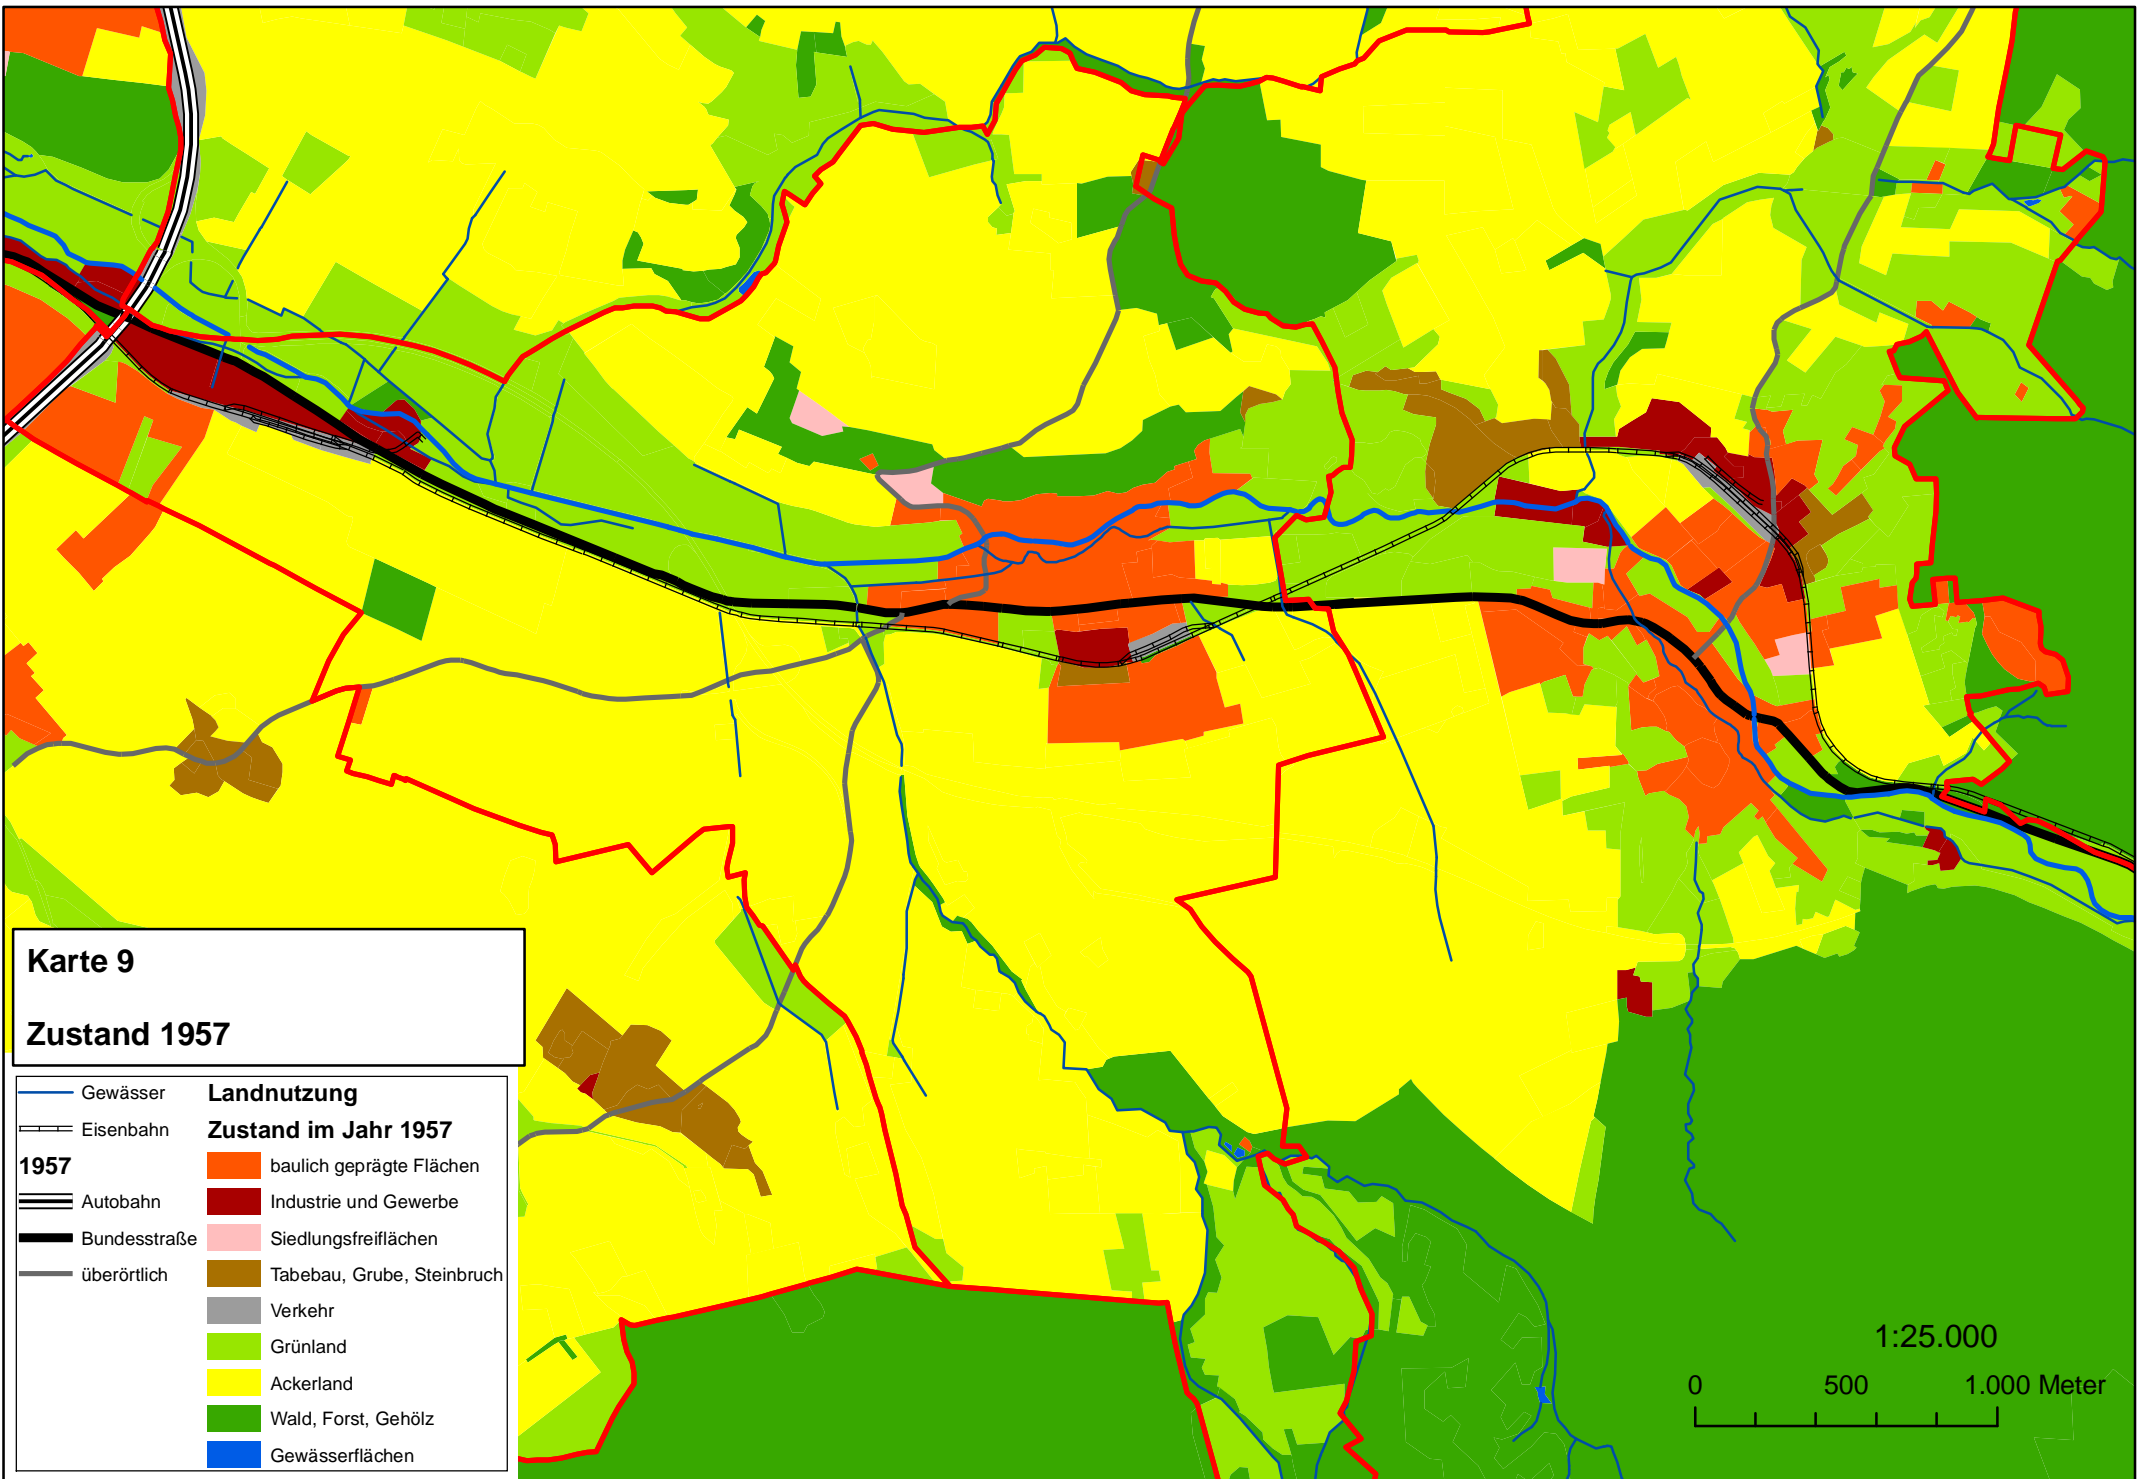 Karte 9
Zustand 1957
Gewässer
Eisenbahn
1957
Autobahn
Bundesstraße
überörtlich
Landnutzung
Zustand im Jahr 1957
baulich geprägte Flächen
Industrie und Gewerbe
Siedlungsfreiflächen
Tabebau, Grube, Steinbruch
Verkehr
Grünland
Ackerland
Wald, Forst, Gehölz
Gewässerflächen
1:25.000
0 500 1.000 Meter